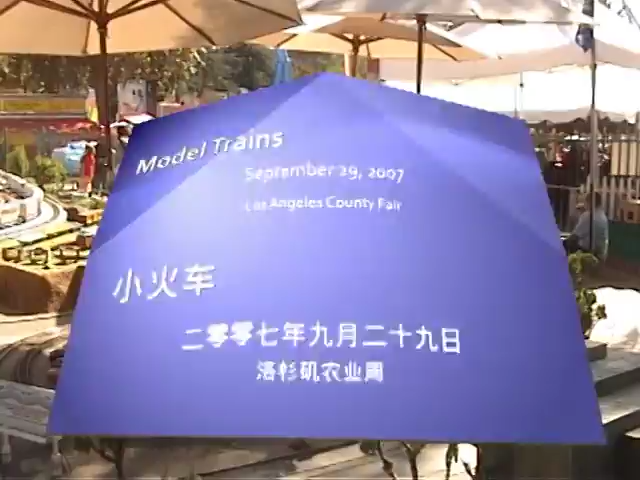 Model Trains
September 29, 2007
Los Angeles County Fair
小火车
二零零七年九月二十九日
洛杉矶农业周